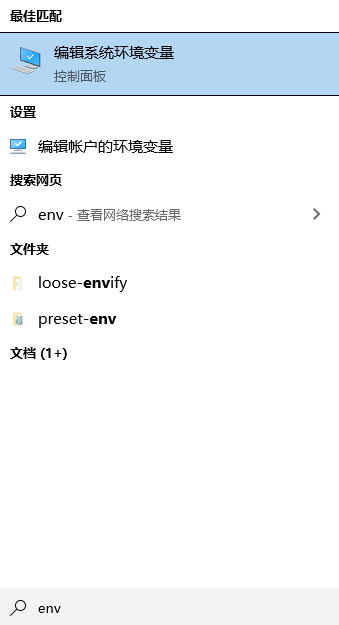 最佳匹配
编辑系统环境变量
控制面板
设置
编辑帐户的环境变量
搜索网页
env - 查看网络搜索结果
文件夹
loose-envify
preset-env
文档 (1+)
env